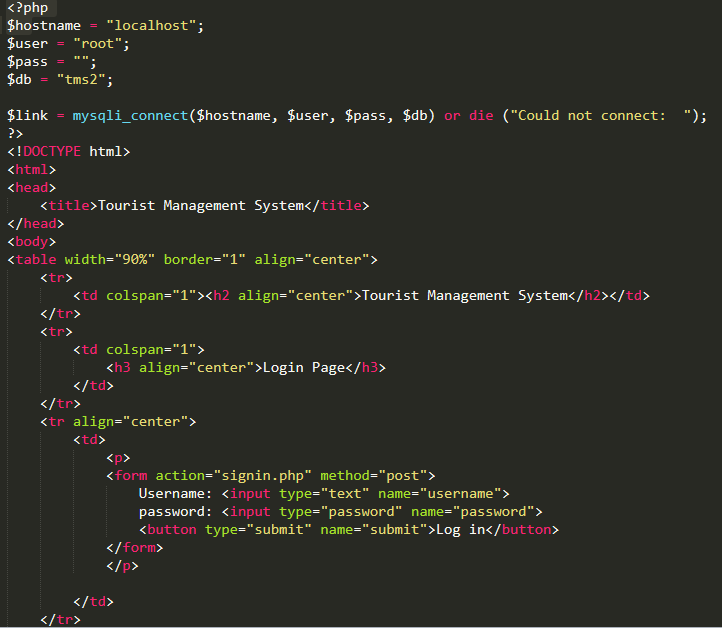 <?php
$hostname = "localhost";
$user = "root";
$pass = "";
$db = "tms2";
$link = mysqli_connect($hostname, $user, $pass, $db) or die ("Could not connect:  ");
?>
<!DOCTYPE html>
<html>
<head>
    <title>Tourist Management System</title>
</head>
<body>
<table width="90%" border="1" align="center">
    <tr>
        <td colspan="1"><h2 align="center">Tourist Management System</h2></td>
    </tr>
    <tr>
        <td colspan="1">
            <h3 align="center">Login Page</h3>
        </td>
    </tr>
    <tr align="center">
        <td>
            <p>
            <form action="signin.php" method="post">
                Username: <input type="text" name="username">
                password: <input type="password" name="password">
                <button type="submit" name="submit">Log in</button>
            </form>
            </p>
        </td>
    </tr>